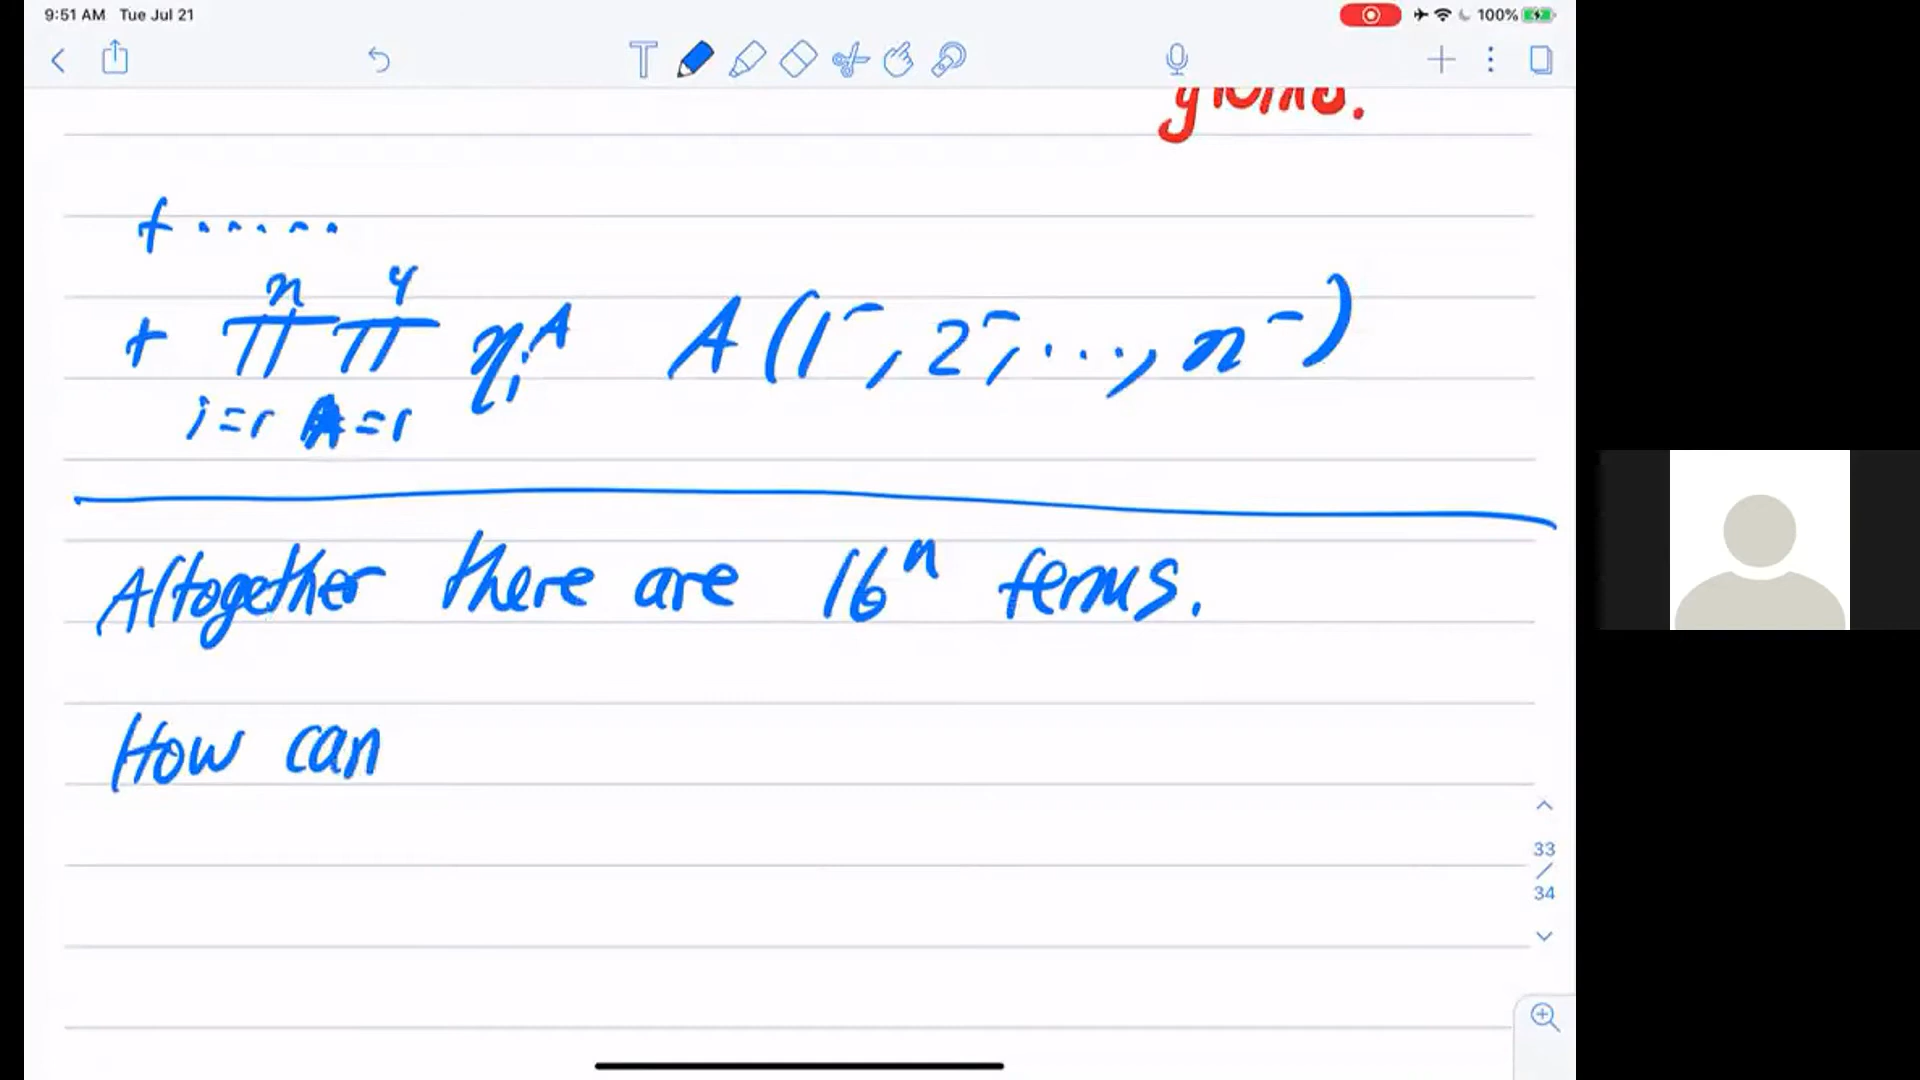 9:51 AM Tue Jul 21
100%
+ .....
n 4
+ π π ηᵢᴬ A(1⁻, 2⁻, ..., n⁻)
i=1 A=1
Altogether there are 16ⁿ terms.
How can
33
/
34